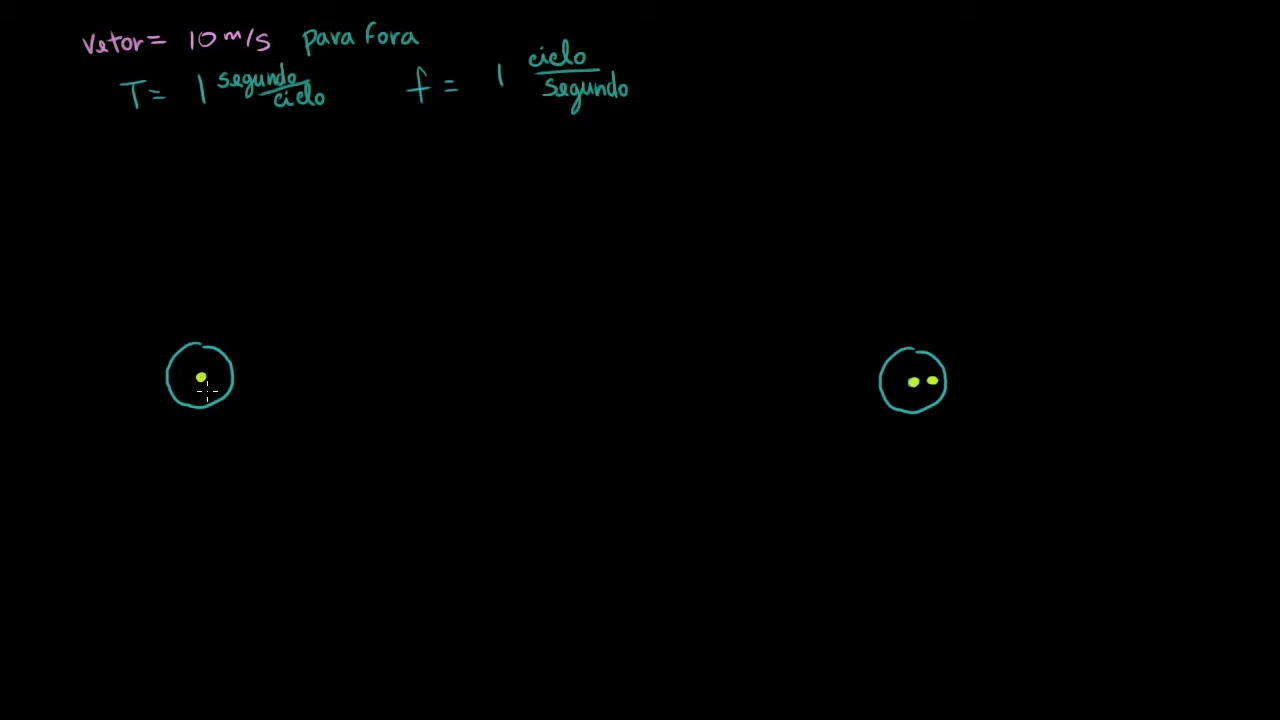 vetor = 10 m/s para fora
T = 1 segundo/ciclo f = 1 ciclo/segundo